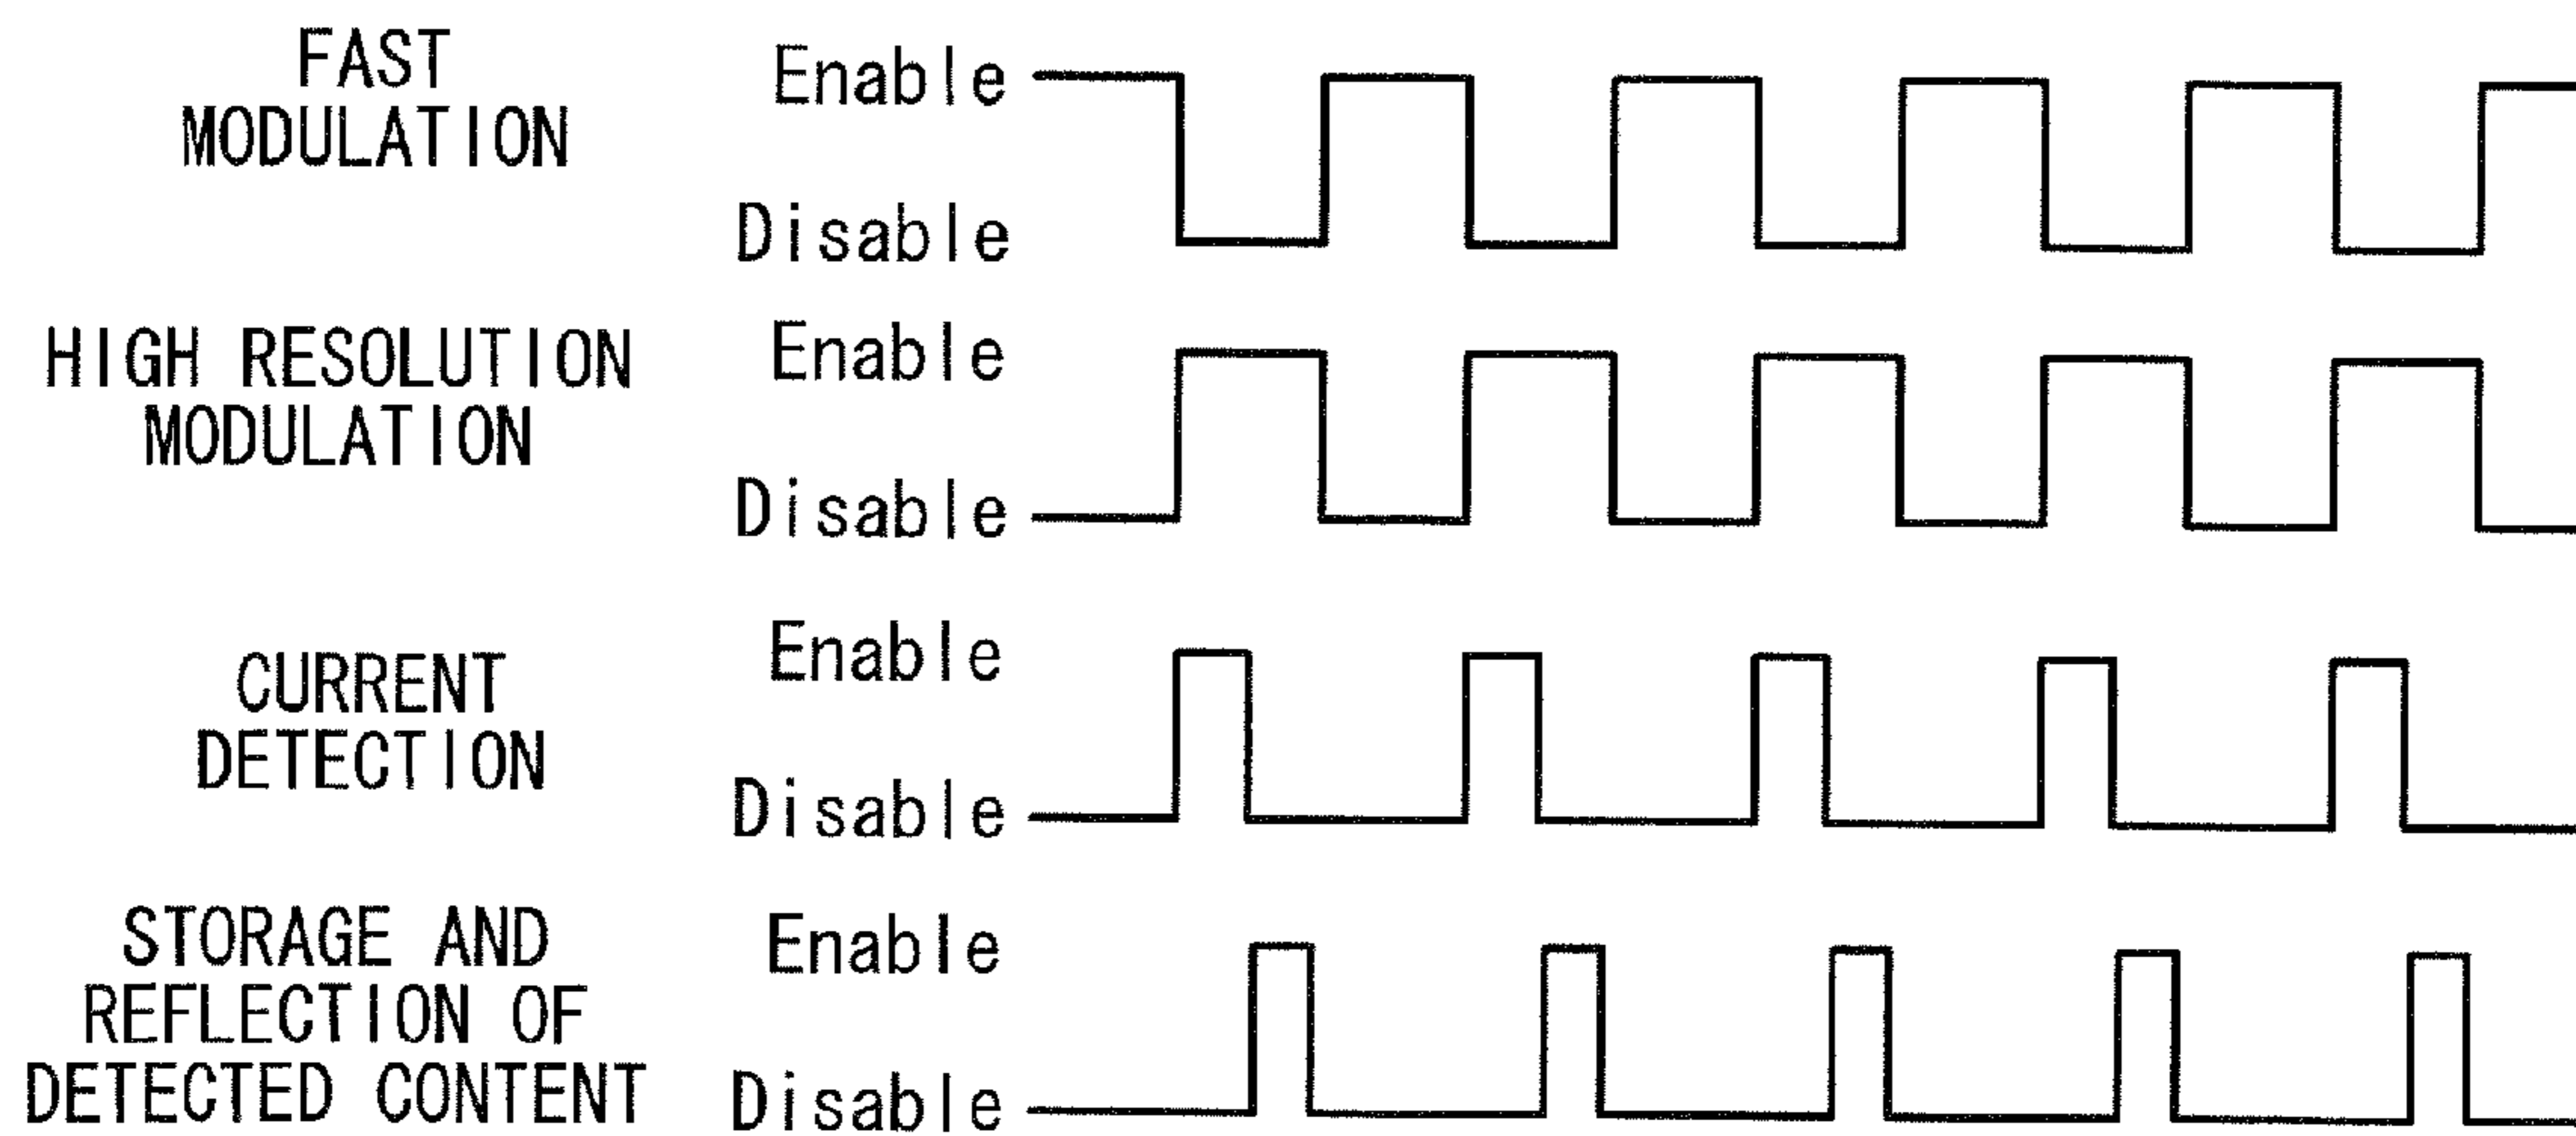 FAST
MODULATION
Enable
Disable
HIGH RESOLUTION
MODULATION
Enable
Disable
CURRENT
DETECTION
Enable
Disable
STORAGE AND
REFLECTION OF
DETECTED CONTENT
Enable
Disable